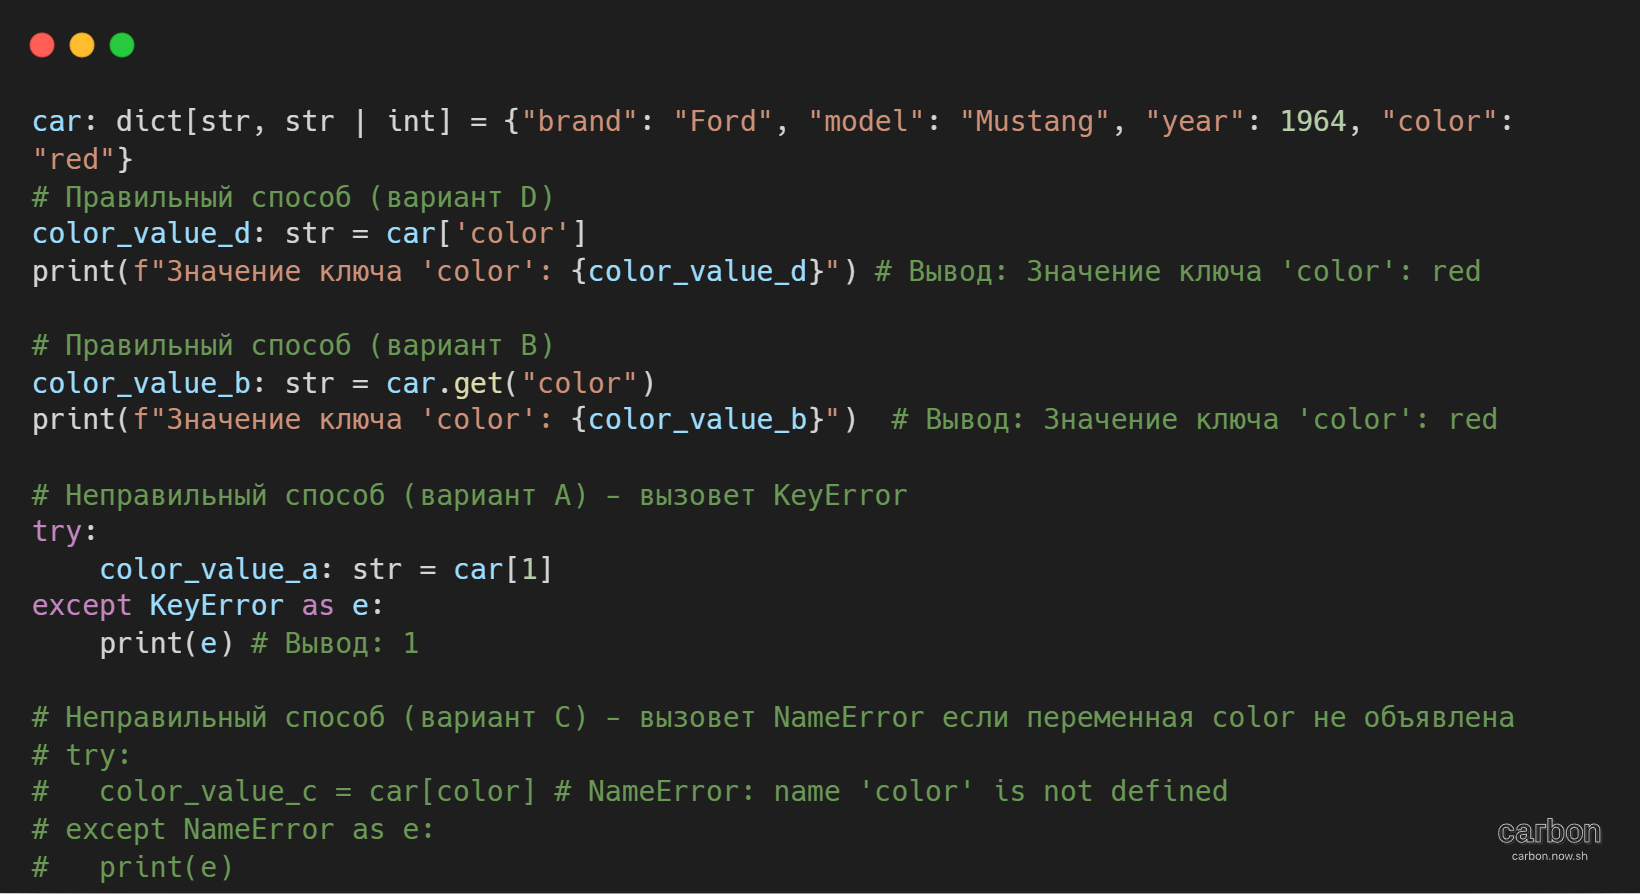 car: dict[str, str | int] = {"brand": "Ford", "model": "Mustang", "year": 1964, "color":
"red"}
# Правильный способ (вариант D)
color_value_d: str = car['color']
print(f"Значение ключа 'color': {color_value_d}") # Вывод: Значение ключа 'color': red

# Правильный способ (вариант B)
color_value_b: str = car.get("color")
print(f"Значение ключа 'color': {color_value_b}")  # Вывод: Значение ключа 'color': red

# Неправильный способ (вариант A) - вызовет KeyError
try:
    color_value_a: str = car[1]
except KeyError as e:
    print(e) # Вывод: 1

# Неправильный способ (вариант C) - вызовет NameError если переменная color не объявлена
# try:
#   color_value_c = car[color] # NameError: name 'color' is not defined
# except NameError as e:
#   print(e)
carbon
carbon.now.sh